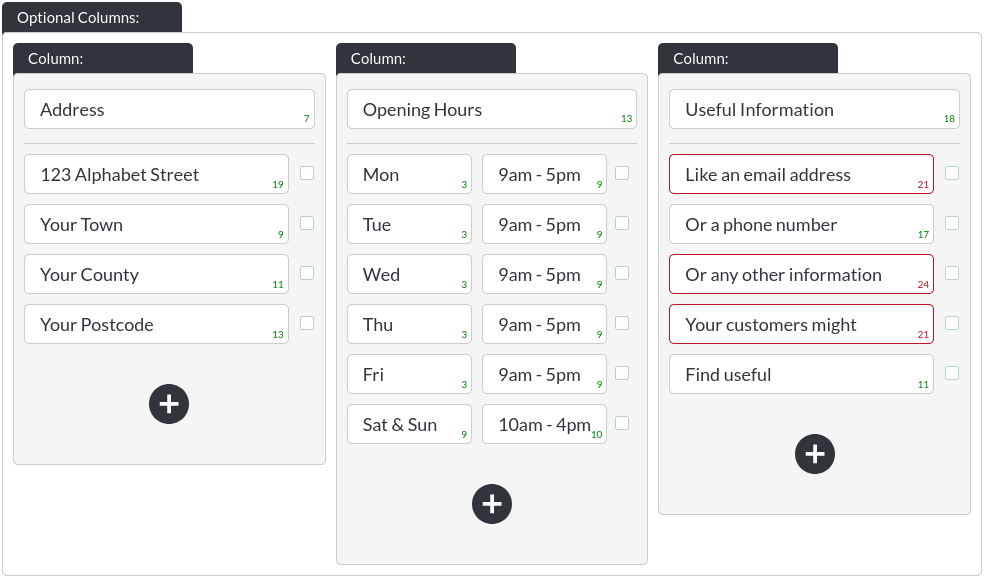 Optional Columns:
Column:
Address
7
123 Alphabet Street
19
Your Town
9
Your County
11
Your Postcode
13
Column:
Opening Hours
13
Mon
3
9am - 5pm
9
Tue
3
9am - 5pm
9
Wed
3
9am - 5pm
9
Thu
3
9am - 5pm
9
Fri
3
9am - 5pm
9
Sat & Sun
9
10am - 4pm
10
Column:
Useful Information
18
Like an email address
21
Or a phone number
17
Or any other information
24
Your customers might
21
Find useful
11